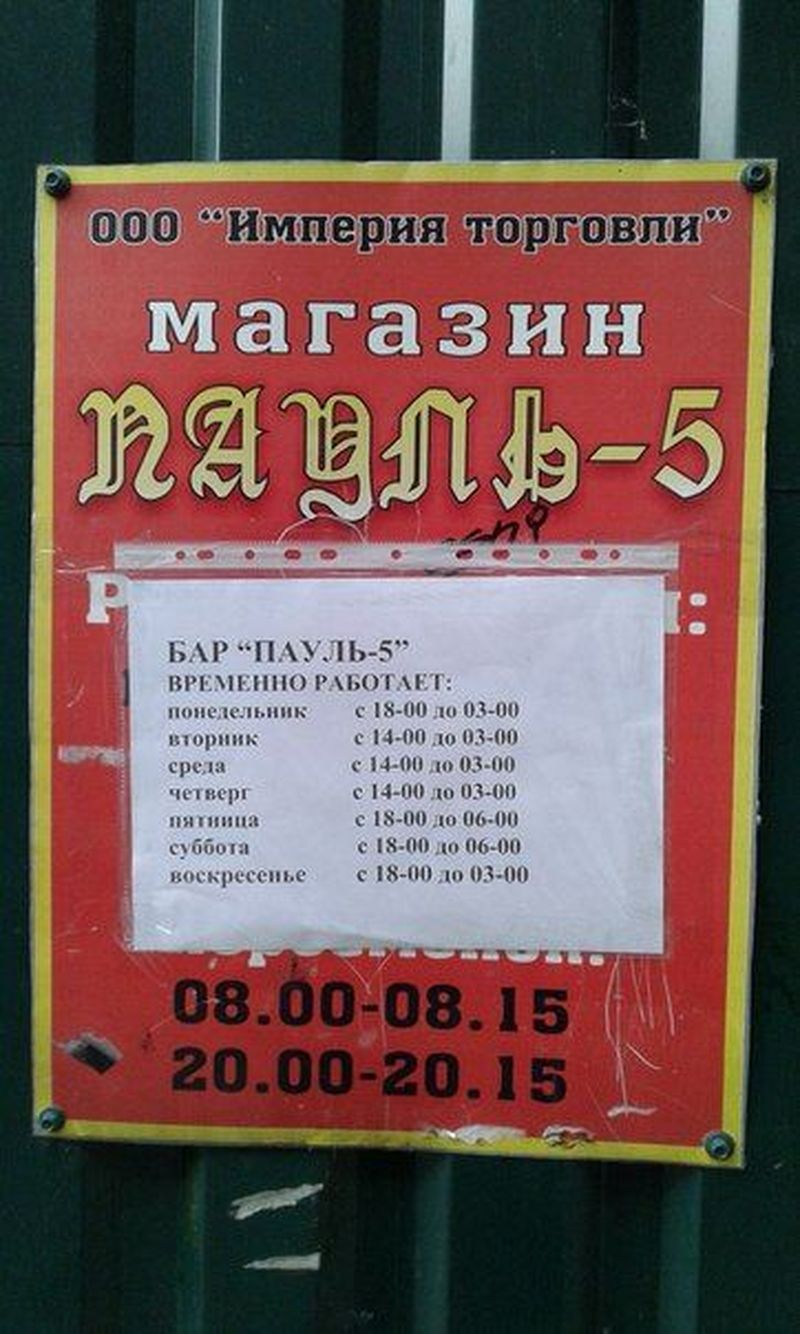 ООО “Империя торговли”
магазин
ПАУЛЬ-5
БАР “ПАУЛЬ-5”
ВРЕМЕННО РАБОТАЕТ:
понедельник с 18-00 до 03-00
вторник с 14-00 до 03-00
среда с 14-00 до 03-00
четверг с 14-00 до 03-00
пятница с 18-00 до 06-00
суббота с 18-00 до 06-00
воскресенье с 18-00 до 03-00
08.00-08.15
20.00-20.15